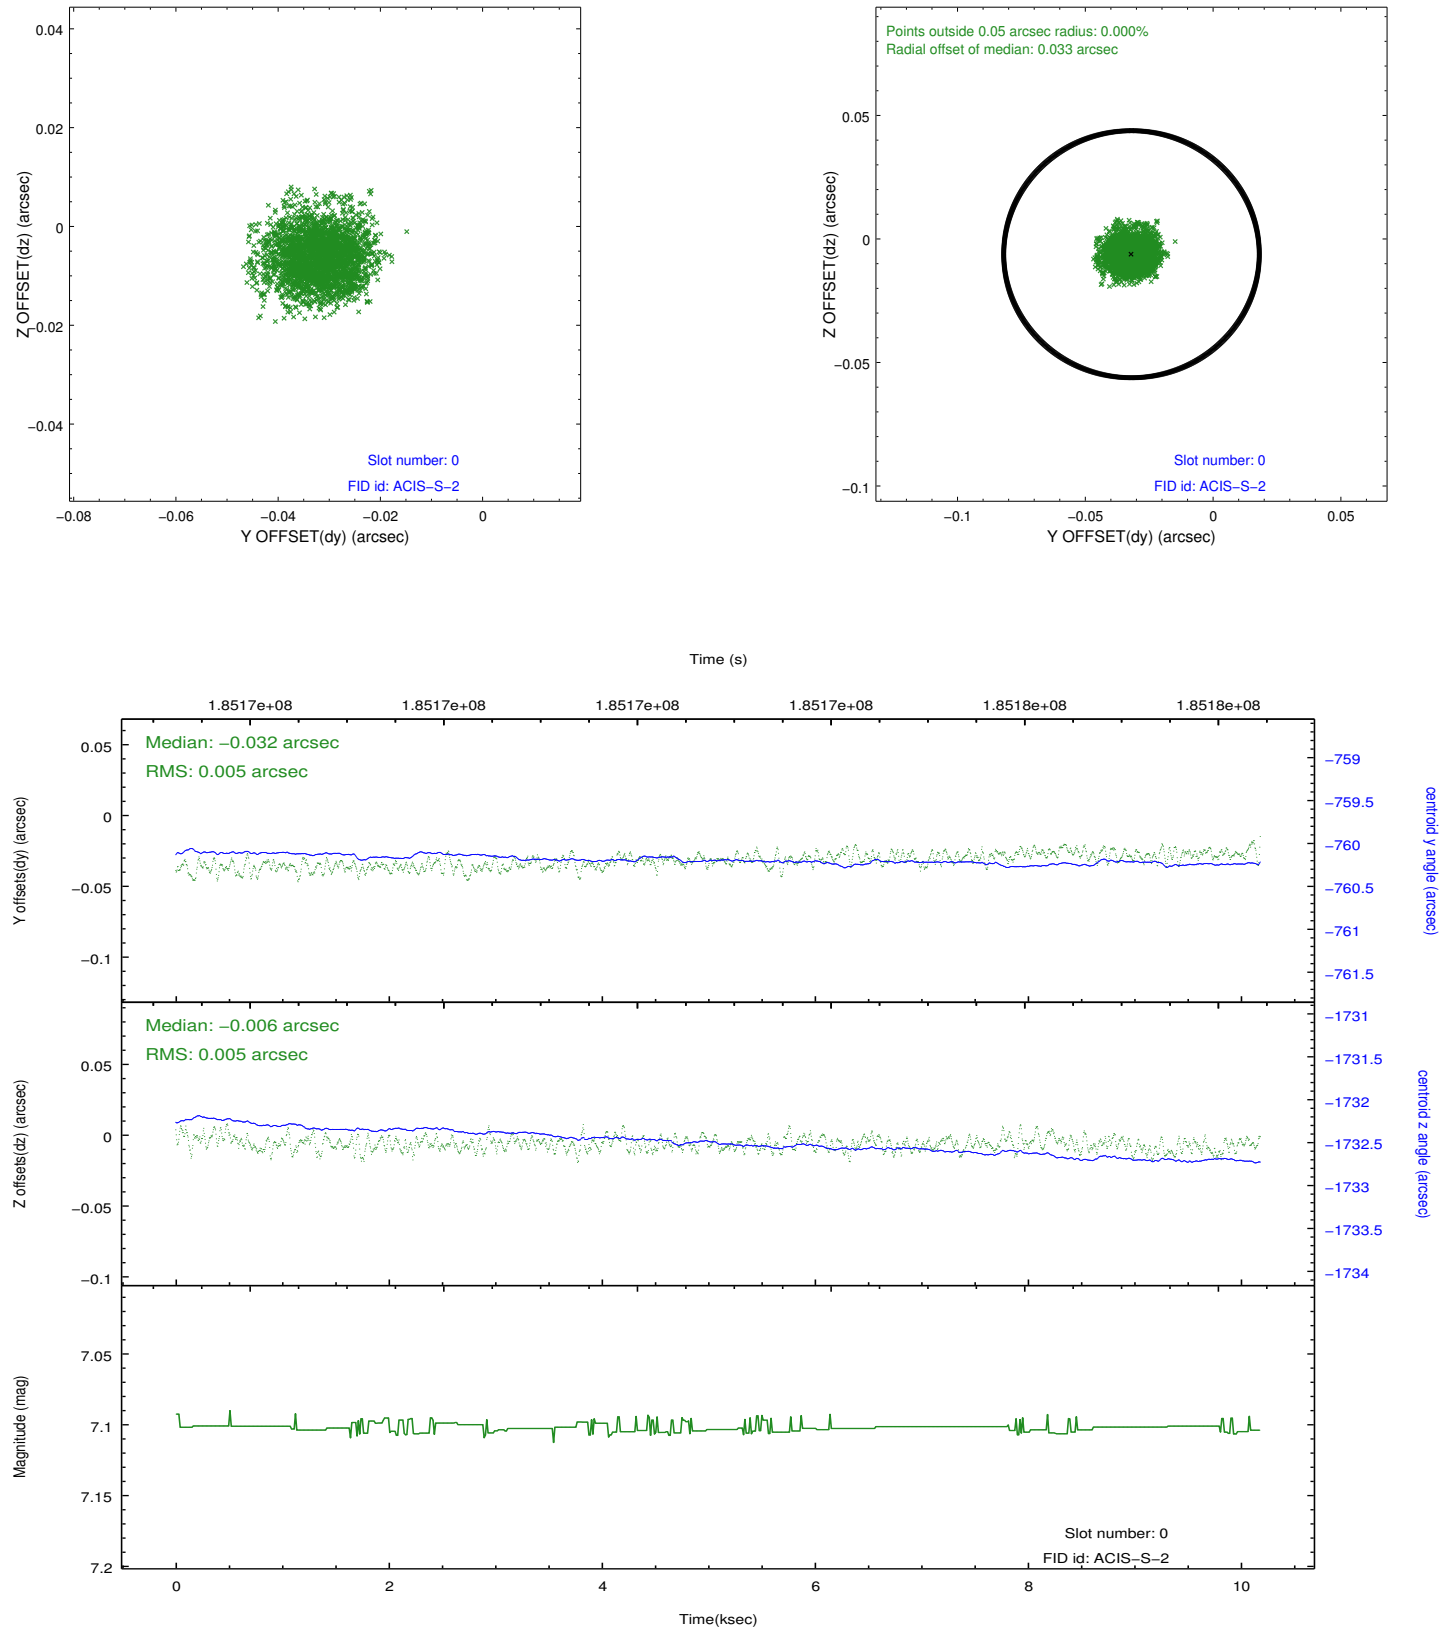 0.04
0.02
0
−0.02
−0.04
Z OFFSET(dz) (arcsec)
Slot number: 0
FID id: ACIS−S−2
−0.08
−0.06
−0.04
−0.02
0
Y OFFSET(dy) (arcsec)
Points outside 0.05 arcsec radius: 0.000%
Radial offset of median: 0.033 arcsec
0.05
0
−0.05
−0.1
Z OFFSET(dz) (arcsec)
Slot number: 0
FID id: ACIS−S−2
−0.1
−0.05
0
0.05
Y OFFSET(dy) (arcsec)
Time (s)
1.8517e+08
1.8517e+08
1.8517e+08
1.8517e+08
1.8518e+08
1.8518e+08
Median: −0.032 arcsec
RMS: 0.005 arcsec
0.05
0
−0.05
−0.1
Y offsets(dy) (arcsec)
−759
−759.5
−760
−760.5
−761
−761.5
centroid y angle (arcsec)
Median: −0.006 arcsec
RMS: 0.005 arcsec
0.05
0
−0.05
−0.1
Z offsets(dz) (arcsec)
−1731
−1731.5
−1732
−1732.5
−1733
−1733.5
−1734
centroid z angle (arcsec)
7.05
7.1
7.15
7.2
Magnitude (mag)
Slot number: 0
FID id: ACIS−S−2
0
2
4
6
8
10
Time(ksec)